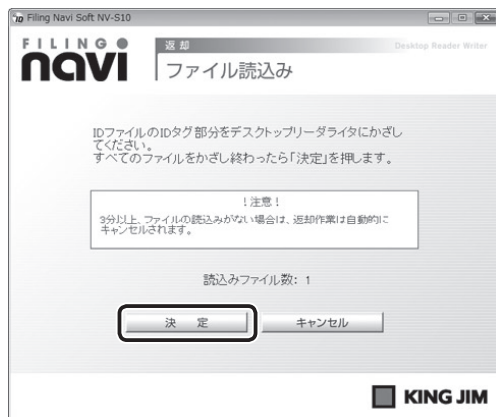 Filing Navi Soft NV-S10
FILING
navi
返却
Desktop Reader Writer
ファイル読込み
IDファイルのIDタグ部分をデスクトップリーダライタにかざし
てください。
すべてのファイルをかざし終わったら「決定」を押します。
！注意！
3分以上、ファイルの読込みがない場合は、返却作業は自動的に
キャンセルされます。
読込みファイル数: 1
決 定
キャンセル
KING JIM